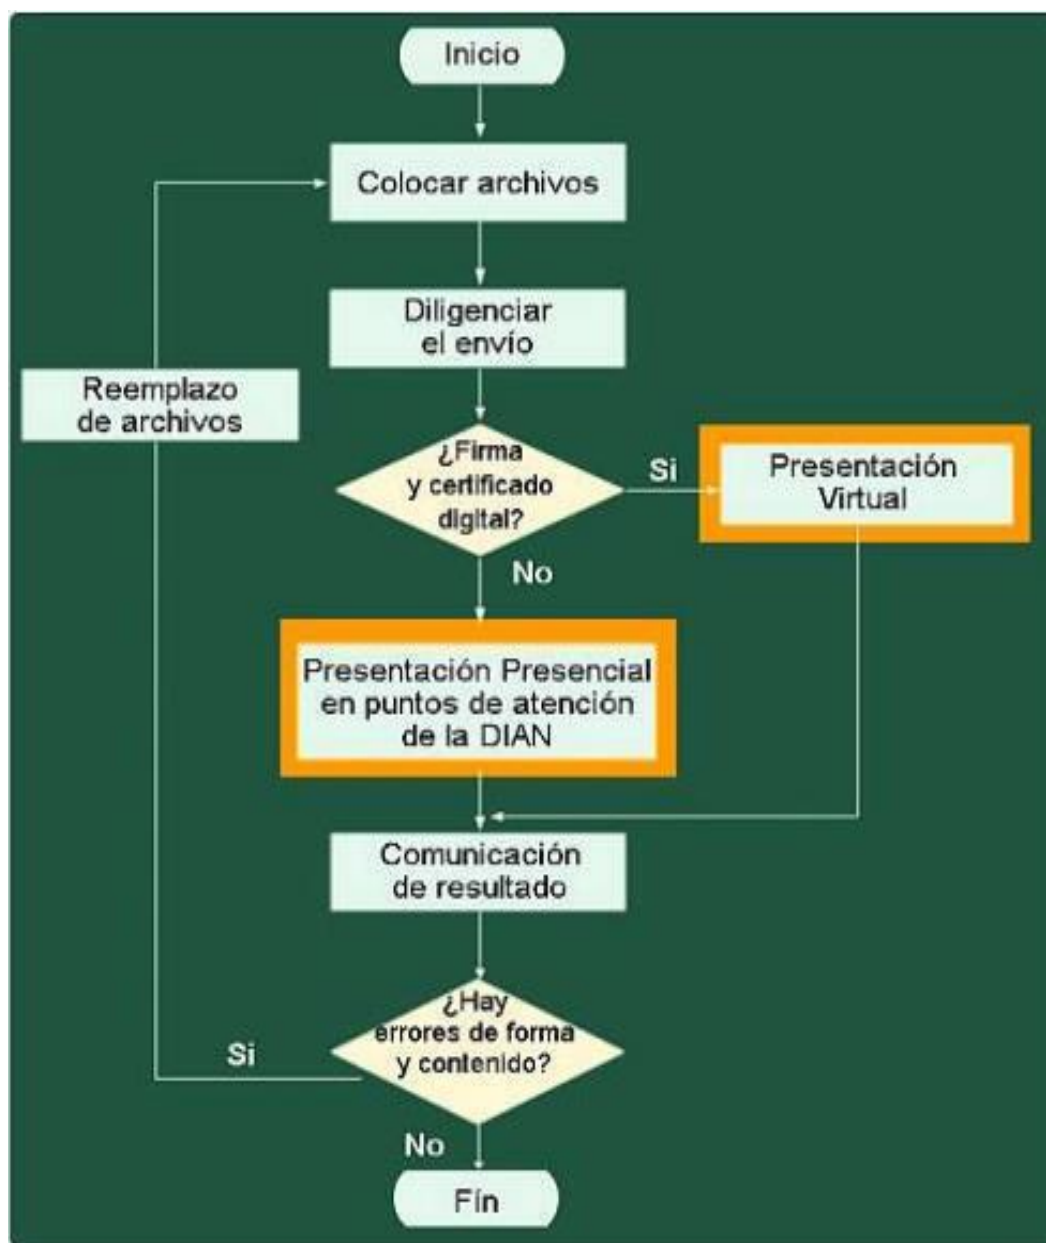 Inicio
Colocar archivos
Diligenciar
el envío
Reemplazo
de archivos
¿Firma
y certificado
digital?
Si
Presentación
Virtual
No
Presentación Presencial
en puntos de atención
de la DIAN
Comunicación
de resultado
¿Hay
errores de forma
y contenido?
Si
No
Fín